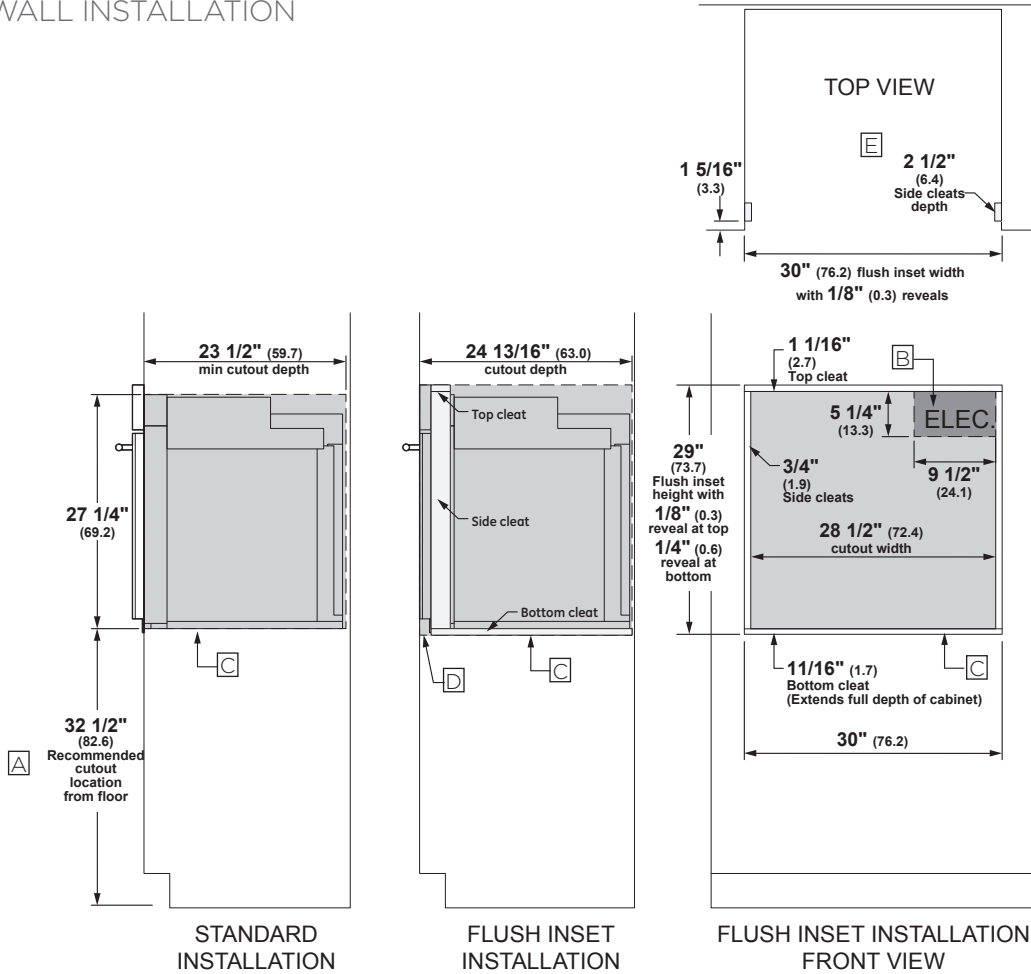 WALL INSTALLATION
TOP VIEW
E
1 5/16"
(3.3)
2 1/2"
(6.4)
Side cleats
depth
30" (76.2) flush inset width
with 1/8" (0.3) reveals
23 1/2" (59.7)
min cutout depth
27 1/4"
(69.2)
C
A
32 1/2"
(82.6)
Recommended
cutout
location
from floor
STANDARD
INSTALLATION
24 13/16" (63.0)
cutout depth
Top cleat
Side cleat
Bottom cleat
D
C
FLUSH INSET
INSTALLATION
1 1/16"
(2.7)
Top cleat
B
5 1/4"
(13.3)
ELEC.
29"
(73.7)
Flush inset
height with
1/8" (0.3)
reveal at top
1/4" (0.6)
reveal at
bottom
3/4"
(1.9)
Side cleats
9 1/2"
(24.1)
28 1/2" (72.4)
cutout width
11/16" (1.7)
Bottom cleat
(Extends full depth of cabinet)
C
30" (76.2)
FLUSH INSET INSTALLATION
FRONT VIEW